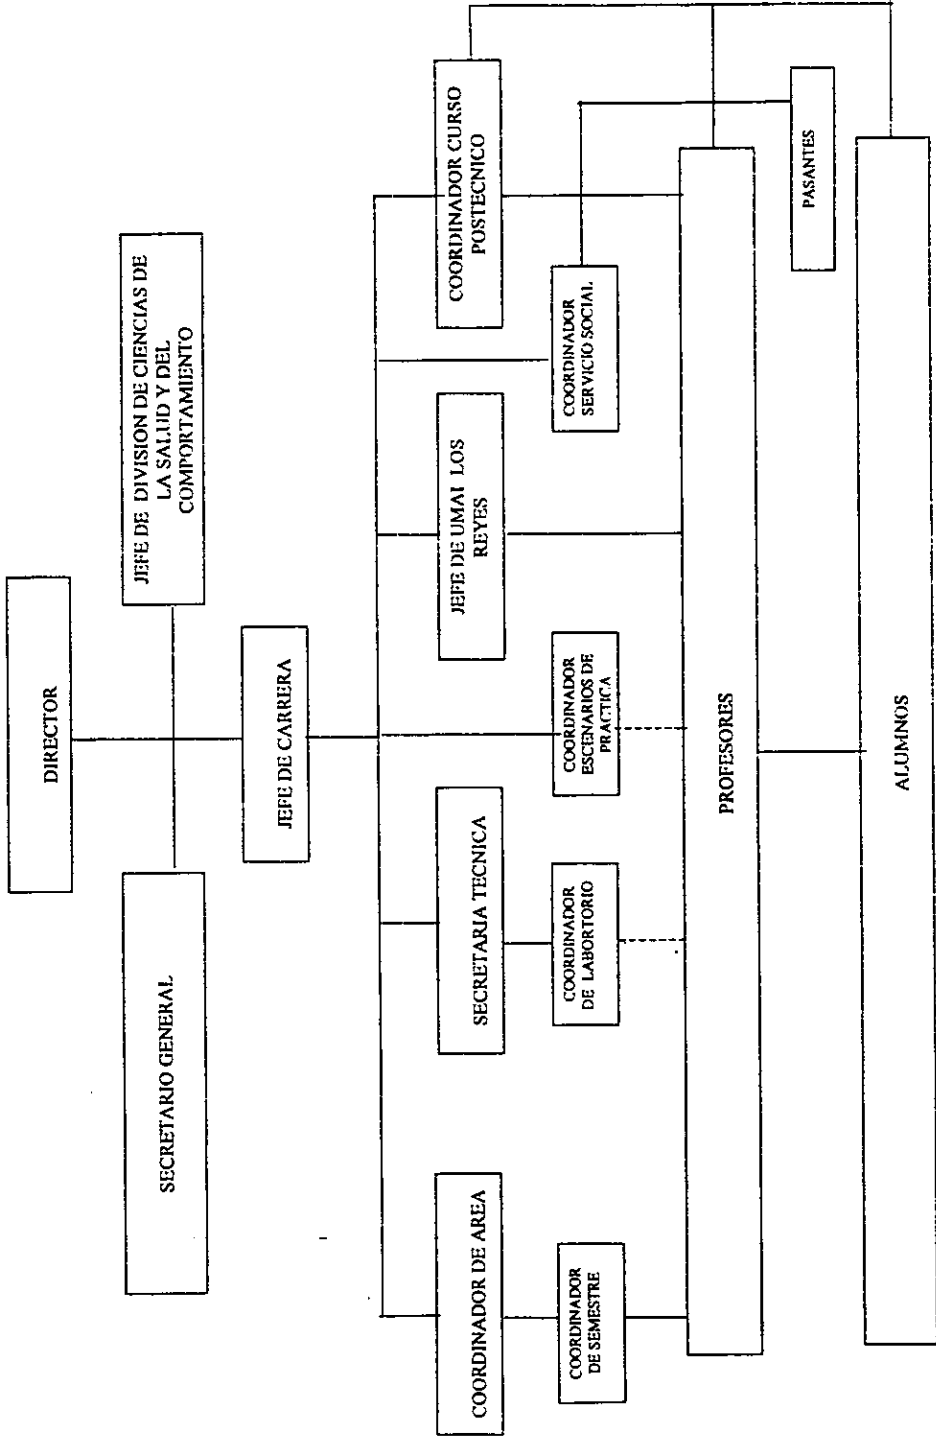 DIRECTOR
SECRETARIO GENERAL
JEFE DE DIVISION DE CIENCIAS DE
LA SALUD Y DEL
COMPORTAMIENTO
JEFE DE CARRERA
COORDINADOR DE AREA
SECRETARIA TECNICA
JEFE DE UMAI LOS
REYES
COORDINADOR CURSO
POSTECNICO
COORDINADOR
DE SEMESTRE
COORDINADOR
DE LABORTORIO
COORDINADOR
ESCENARIOS DE
PRACTICA
COORDINADOR
SERVICIO SOCIAL
PROFESORES
PASANTES
ALUMNOS